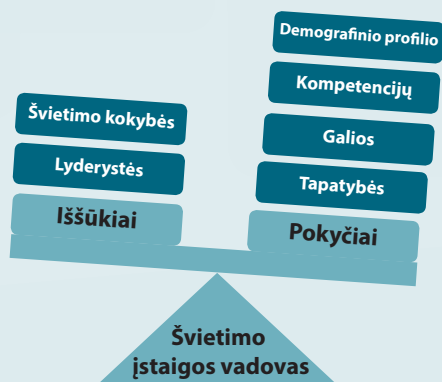 Švietimo kokybės
Lyderystės
Iššūkiai
Demografinio profilio
Kompetencijų
Galios
Tapatybės
Pokyčiai
Švietimo
įstaigos vadovas